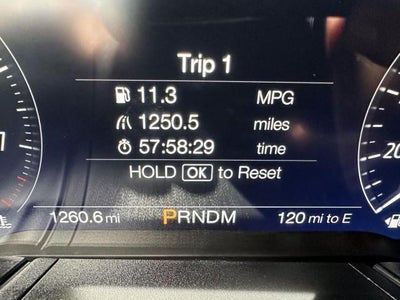 Trip 1
11.3 MPG
1250.5 miles
57:58:29 time
HOLD OK to Reset
1260.6 mi PRNDM 120 mi to E